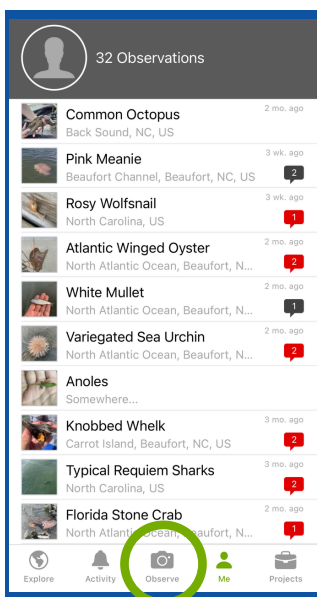 32 Observations
Common Octopus
2 mo. ago
Back Sound, NC, US
Pink Meanie
3 wk. ago
Beaufort Channel, Beaufort, NC, US
2
Rosy Wolfsnail
3 wk. ago
North Carolina, US
1
Atlantic Winged Oyster
2 mo. ago
North Atlantic Ocean, Beaufort, N...
2
White Mullet
2 mo. ago
North Atlantic Ocean, Beaufort, N...
1
Variegated Sea Urchin
2 mo. ago
North Atlantic Ocean, Beaufort, N...
2
Anoles
Somewhere...
Knobbed Whelk
3 mo. ago
Carrot Island, Beaufort, NC, US
2
Typical Requiem Sharks
3 mo. ago
North Carolina, US
2
Florida Stone Crab
2 mo. ago
North Atlantic Ocean, Beaufort, N...
1
Explore Activity Observe Me Projects